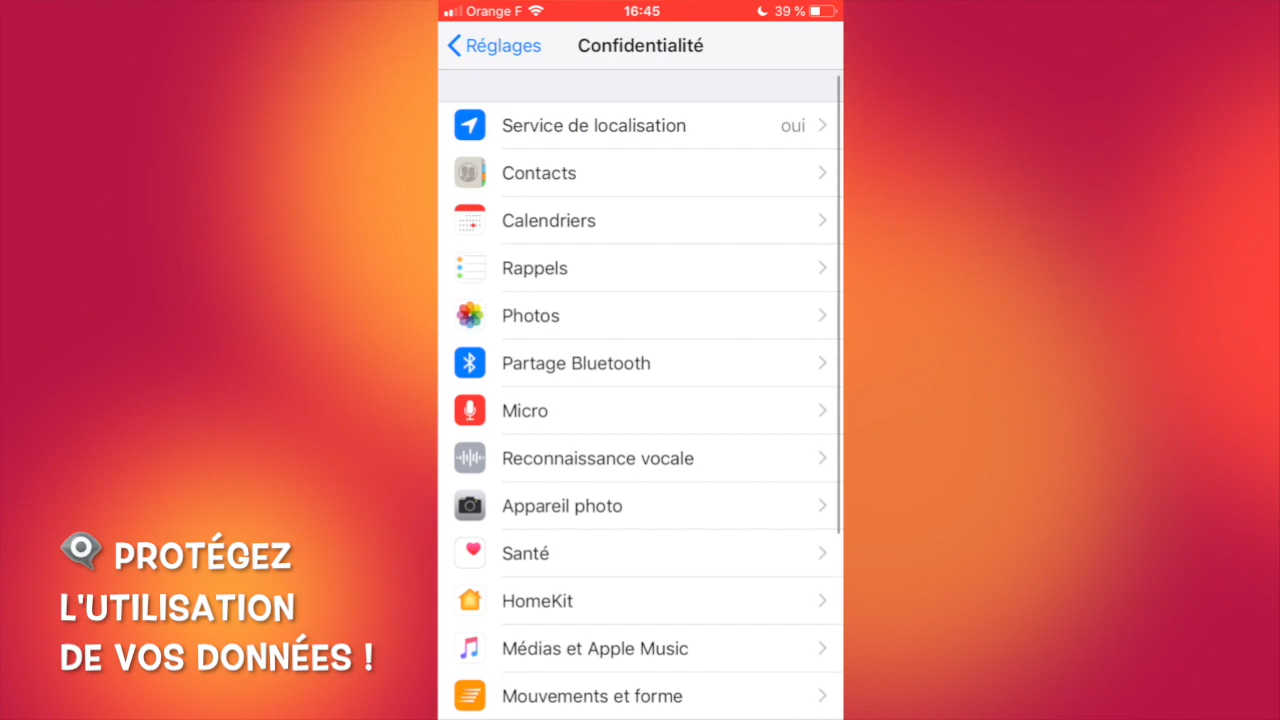 Orange F 16:45 39 %
Réglages Confidentialité
Service de localisation oui
Contacts
Calendriers
Rappels
Photos
Partage Bluetooth
Micro
Reconnaissance vocale
Appareil photo
Santé
HomeKit
Médias et Apple Music
Mouvements et forme
PROTÉGEZ
L'UTILISATION
DE VOS DONNÉES !